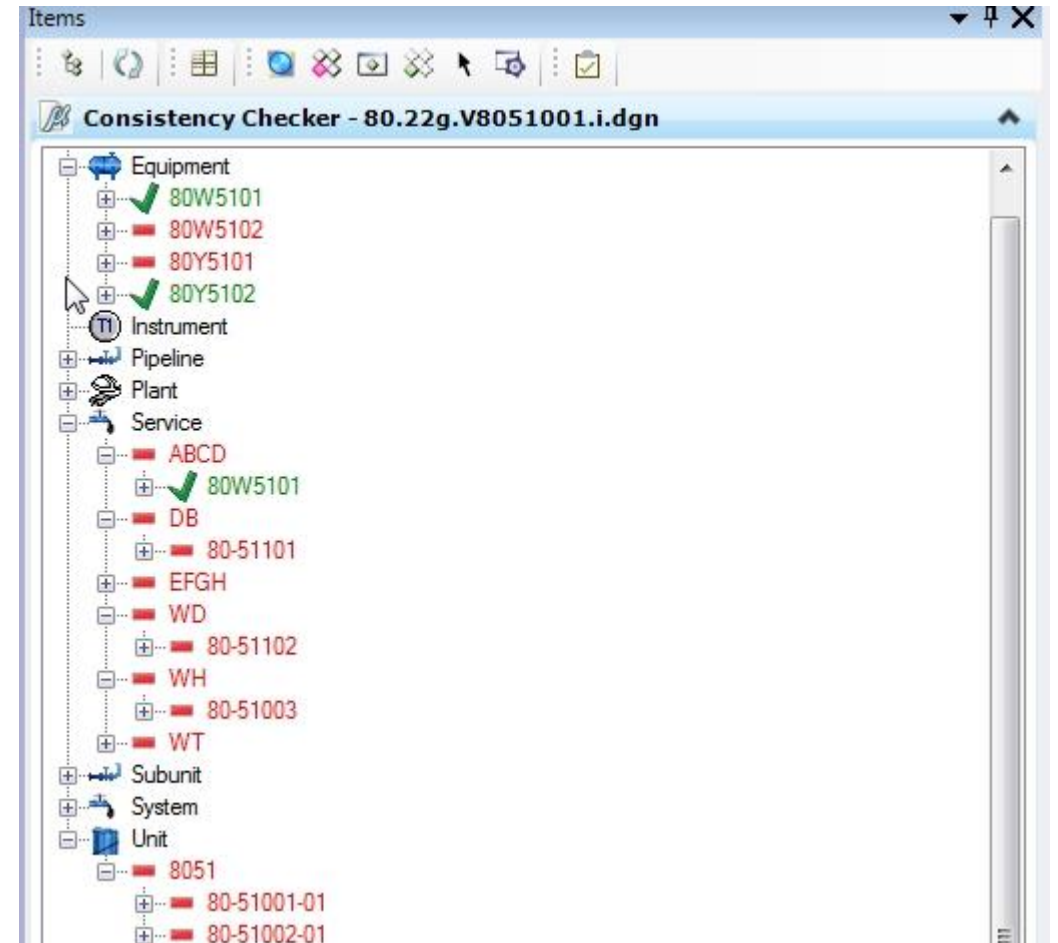 Items
Consistency Checker - 80.22g.V8051001.i.dgn
Equipment
80W5101
80W5102
80Y5101
80Y5102
T1 Instrument
Pipeline
Plant
Service
ABCD
80W5101
DB
80-51101
EFGH
WD
80-51102
WH
80-51003
WT
Subunit
System
Unit
8051
80-51001-01
80-51002-01